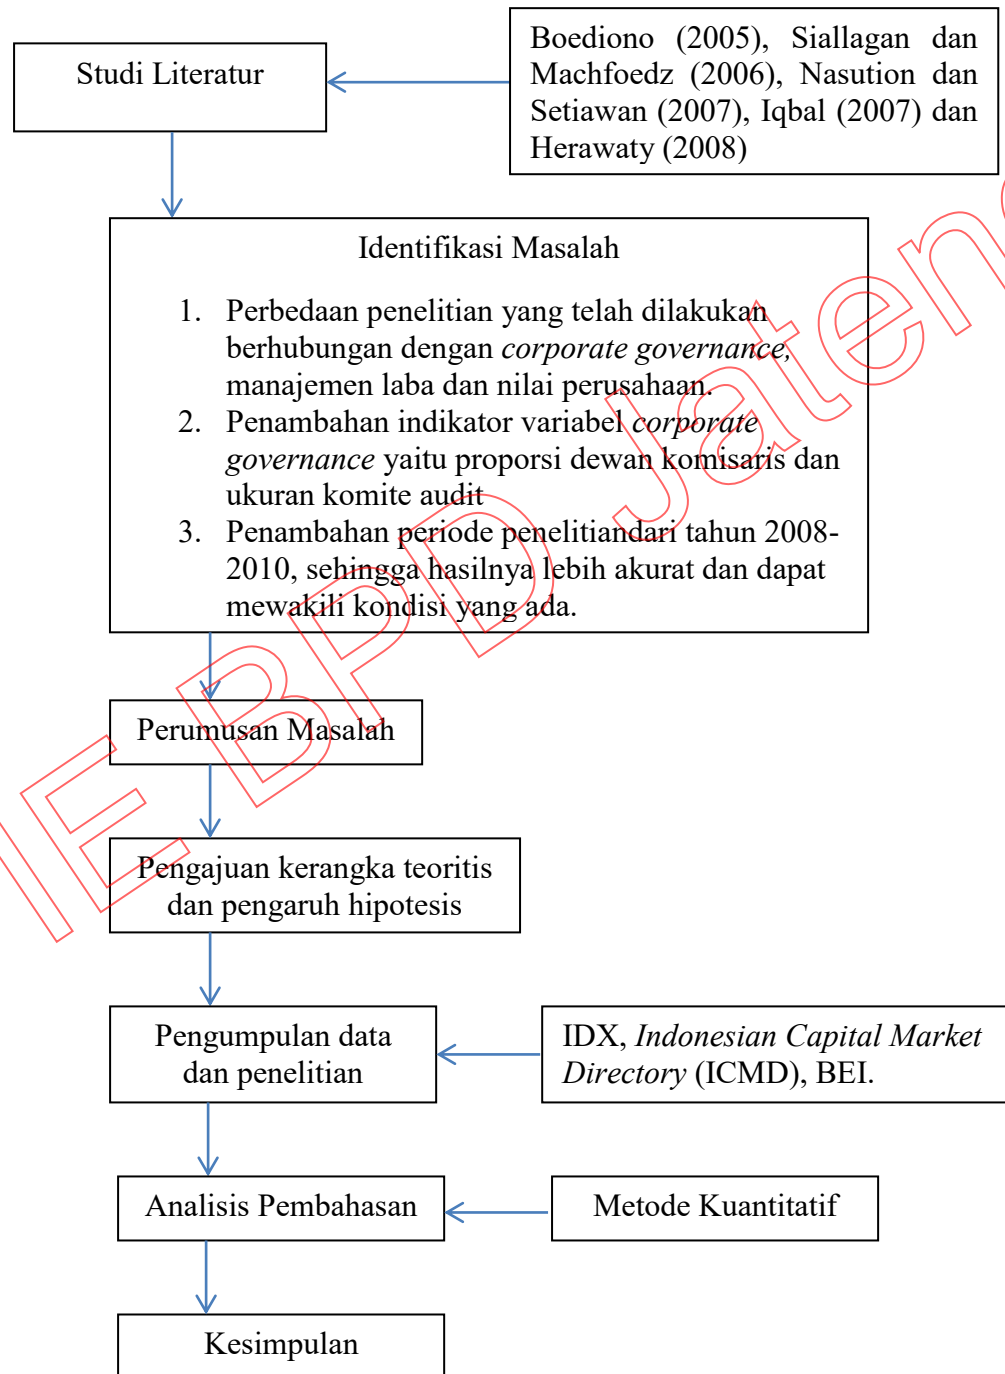 Studi Literatur
Boediono (2005), Siallagan dan
Machfoedz (2006), Nasution dan
Setiawan (2007), Iqbal (2007) dan
Herawaty (2008)
Identifikasi Masalah
1. Perbedaan penelitian yang telah dilakukan
berhubungan dengan corporate governance,
manajemen laba dan nilai perusahaan.
2. Penambahan indikator variabel corporate
governance yaitu proporsi dewan komisaris dan
ukuran komite audit
3. Penambahan periode penelitiandari tahun 2008-
2010, sehingga hasilnya lebih akurat dan dapat
mewakili kondisi yang ada.
Perumusan Masalah
Pengajuan kerangka teoritis
dan pengaruh hipotesis
Pengumpulan data
dan penelitian
IDX, Indonesian Capital Market
Directory (ICMD), BEI.
Analisis Pembahasan
Metode Kuantitatif
Kesimpulan
IE BPD Jaten